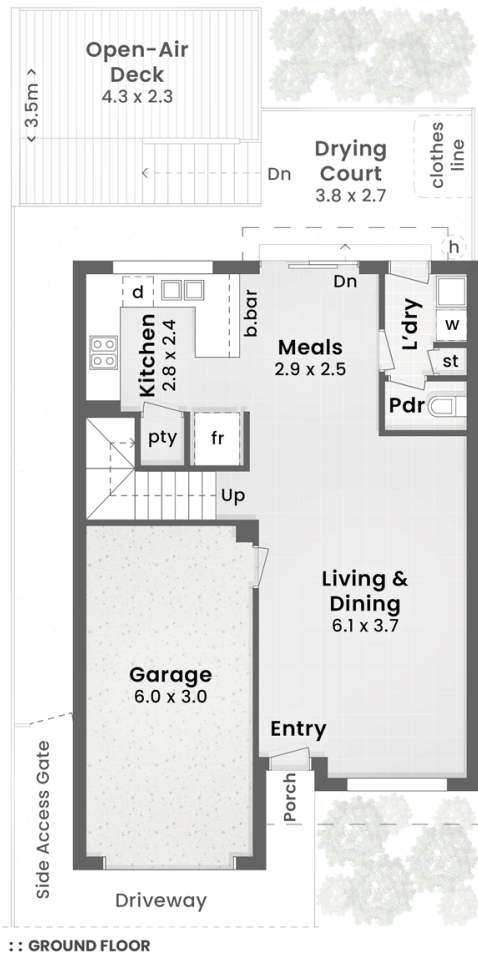 Open-Air
Deck
4.3 x 2.3
< 3.5m >
Dn
Drying
Court
3.8 x 2.7
clothes
line
h
d
Kitchen
2.8 x 2.4
b.bar
Dn
Meals
2.9 x 2.5
L'dry
w
st
Pdr
pty
fr
Up
Living &
Dining
6.1 x 3.7
Garage
6.0 x 3.0
Entry
Porch
Side Access Gate
Driveway
:: GROUND FLOOR